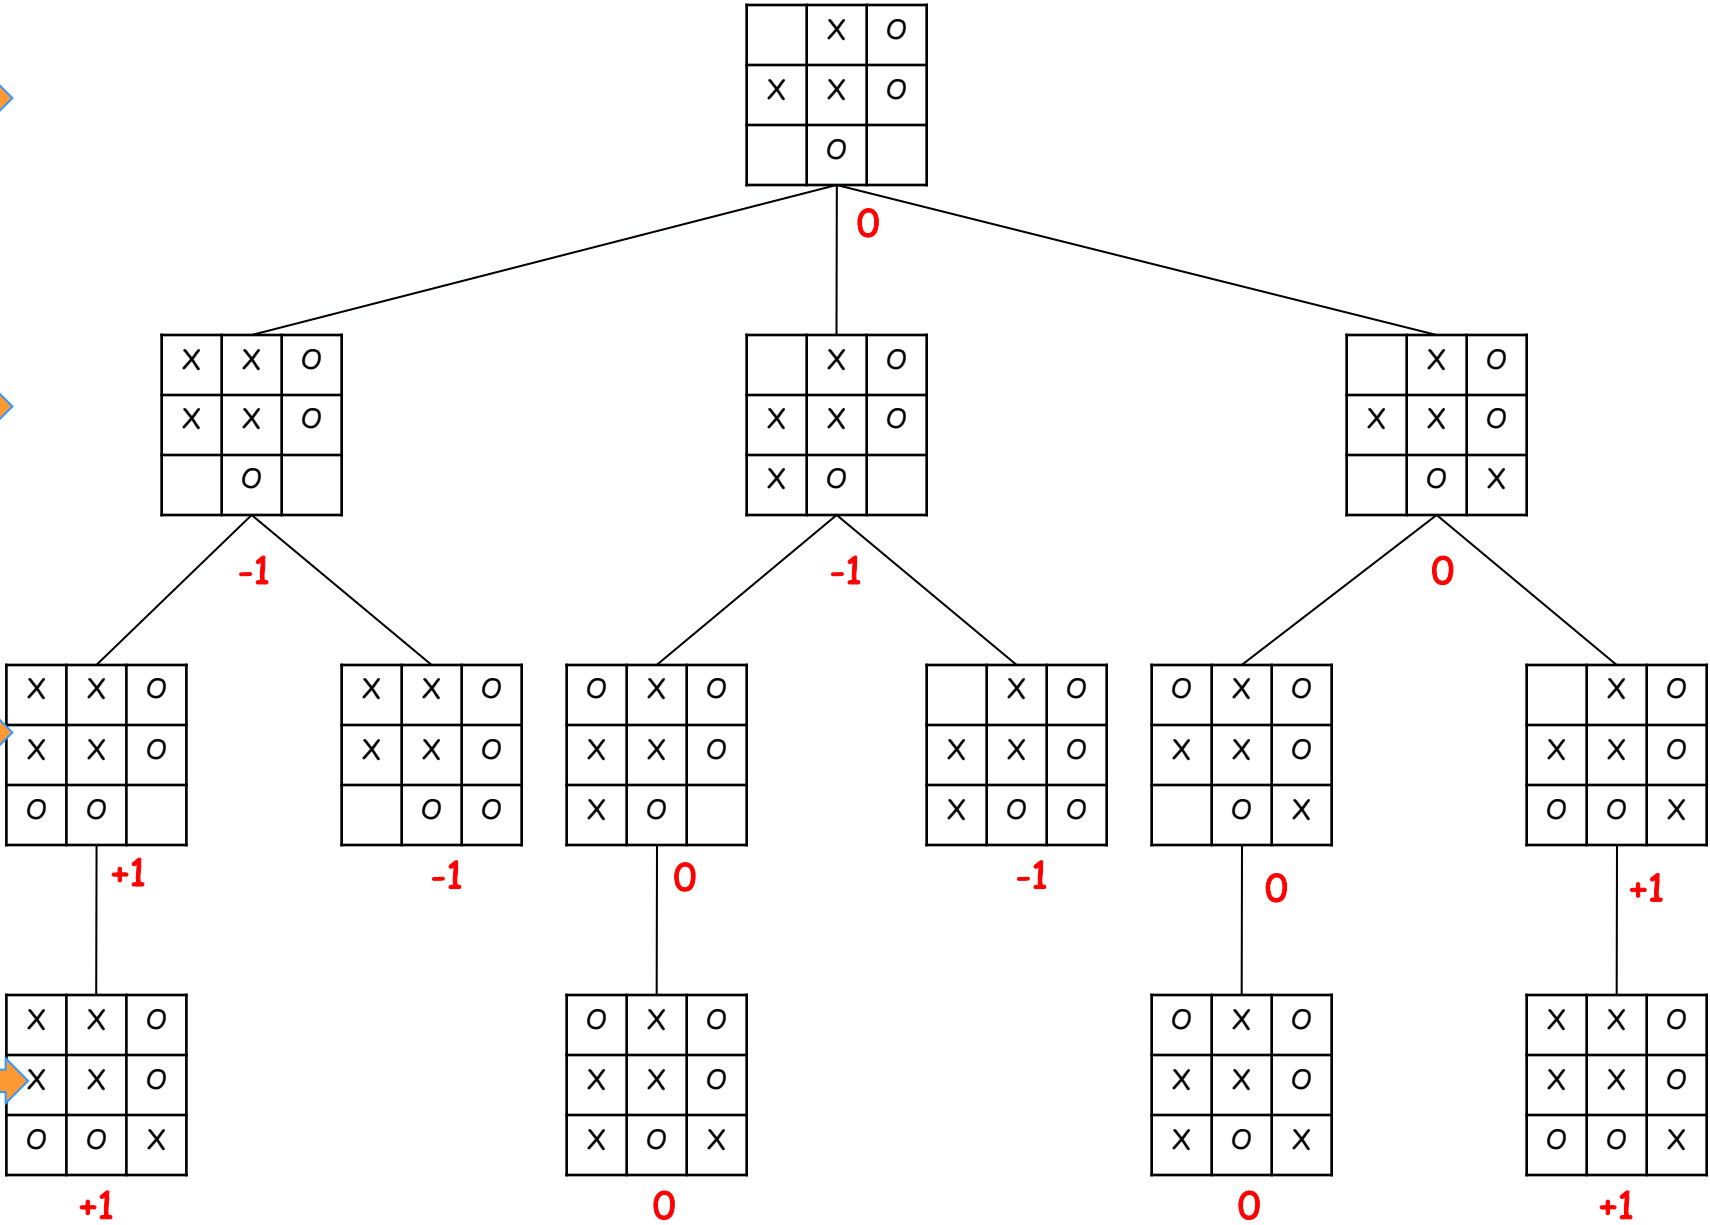 X O
X X O
O
0
X X O X O X O
X X O X X O X X O
O X O O X
-1 -1 0
X X O X X O O X O X O O X O X O
X X O X X O X X O X X O X X O X X O
O O O O X O X O O O X O O X
+1 -1 0 -1 0 +1
X X O O X O O X O X X O
X X O X X O X X O X X O
O O X X O X X O X O O X
+1 0 0 +1